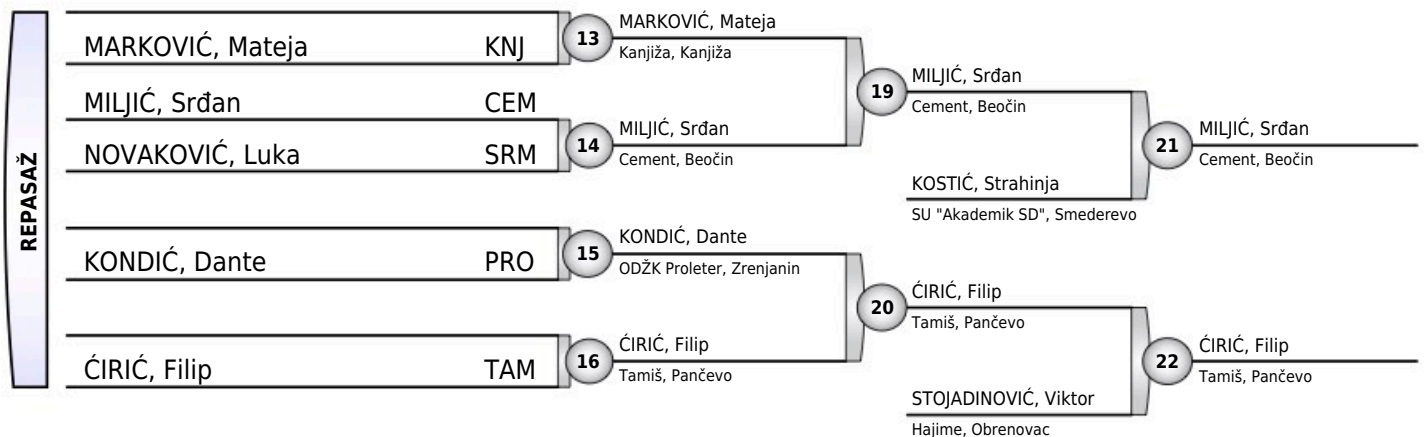 REPASAŽ
MARKOVIĆ, Mateja KNJ
MILJIĆ, Srđan CEM
NOVAKOVIĆ, Luka SRM
KONDIĆ, Dante PRO
ĆIRIĆ, Filip TAM
13
MARKOVIĆ, Mateja
Kanjiža, Kanjiža
14
MILJIĆ, Srđan
Cement, Beočin
15
KONDIĆ, Dante
ODŽK Proleter, Zrenjanin
16
ĆIRIĆ, Filip
Tamiš, Pančevo
19
MILJIĆ, Srđan
Cement, Beočin
KOSTIĆ, Strahinja
SU "Akademik SD", Smederevo
20
ĆIRIĆ, Filip
Tamiš, Pančevo
STOJADINOVIĆ, Viktor
Hajime, Obrenovac
21
MILJIĆ, Srđan
Cement, Beočin
22
ĆIRIĆ, Filip
Tamiš, Pančevo